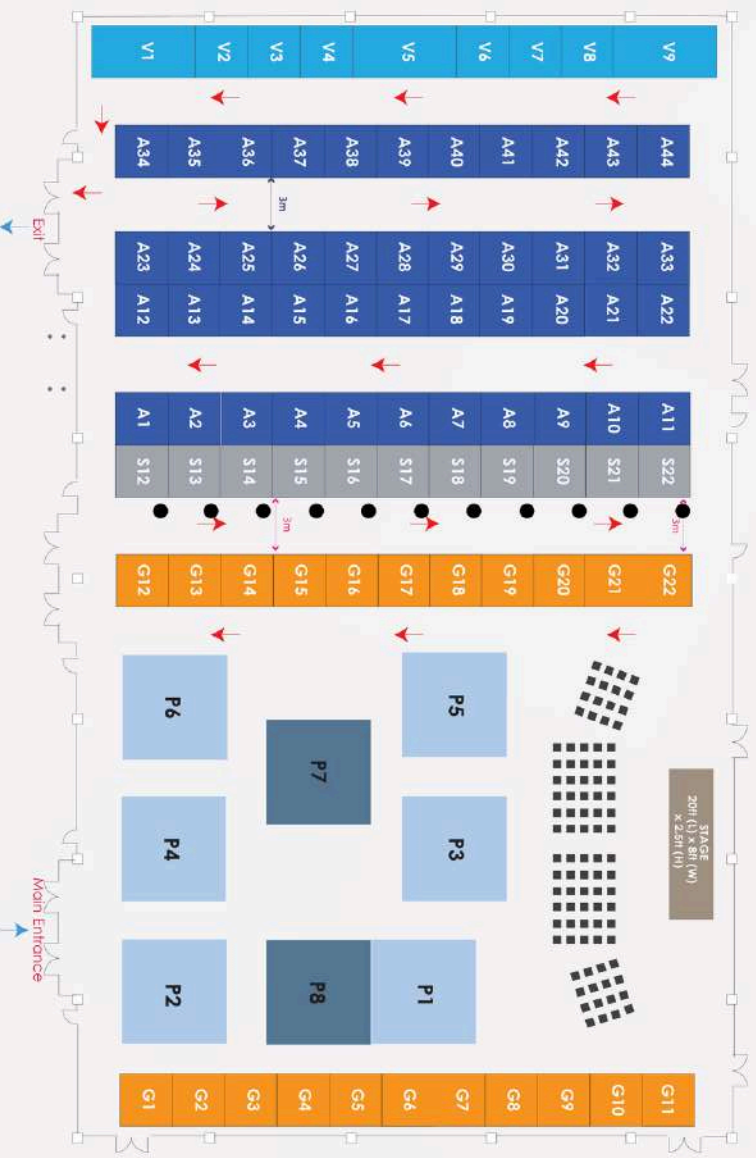 V1
V2
V3
V4
V5
V6
V7
V8
V9
A34
A35
A36
A37
A38
A39
A40
A41
A42
A43
A44
3m
Exit
A23
A24
A25
A26
A27
A28
A29
A30
A31
A32
A33
A12
A13
A14
A15
A16
A17
A18
A19
A20
A21
A22
A1
A2
A3
A4
A5
A6
A7
A8
A9
A10
A11
S12
S13
S14
S15
S16
S17
S18
S19
S20
S21
S22
3m
3m
G12
G13
G14
G15
G16
G17
G18
G19
G20
G21
G22
P6
P5
P7
STAGE
20ft (L) x 8ft (W)
x 2.5ft (H)
P4
P3
Main Entrance
P2
P8
P1
G1
G2
G3
G4
G5
G6
G7
G8
G9
G10
G11